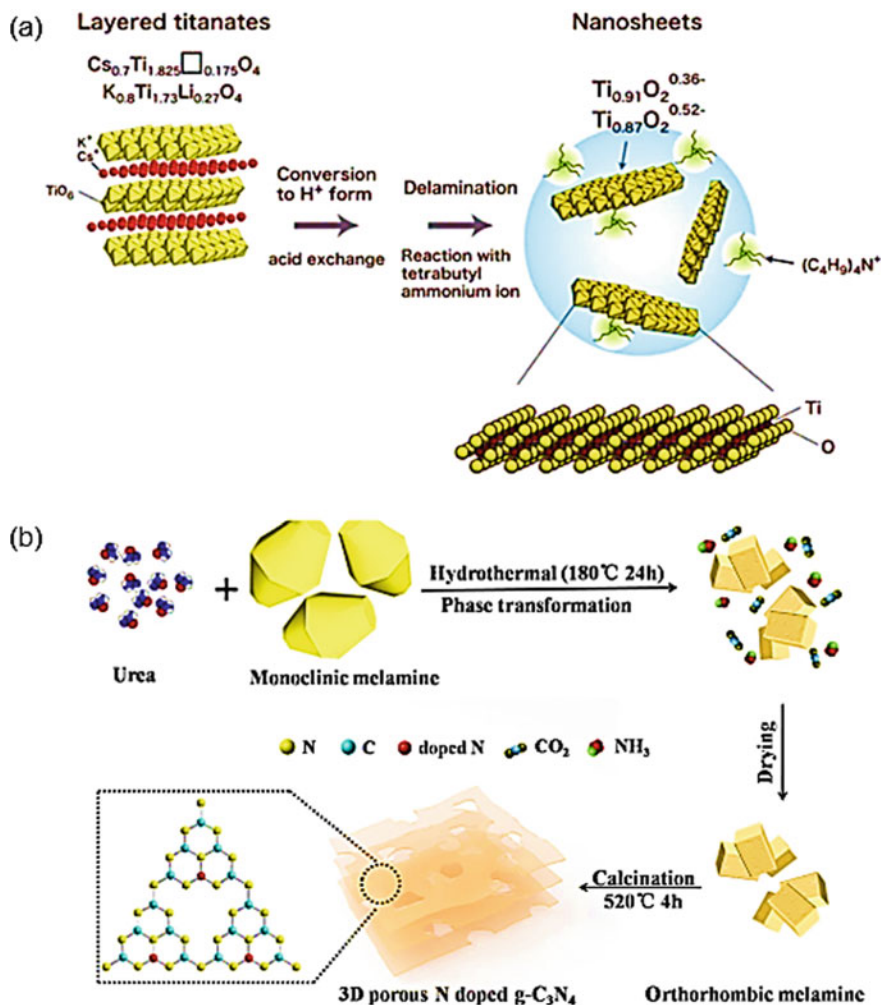 (a)
Layered titanates
Cs0.7Ti1.825□0.175O4
K0.8Ti1.73Li0.27O4
K+
Cs+
TiO6
Conversion
to H+ form
acid exchange
Delamination
Reaction with
tetrabutyl
ammonium ion
Nanosheets
Ti0.91O2^0.36-
Ti0.87O2^0.52-
(C4H9)4N+
Ti
O
(b)
Urea
+
Monoclinic melamine
Hydrothermal (180℃ 24h)
Phase transformation
N
C
doped N
CO2
NH3
Drying
Calcination
520℃ 4h
3D porous N doped g-C3N4
Orthorhombic melamine